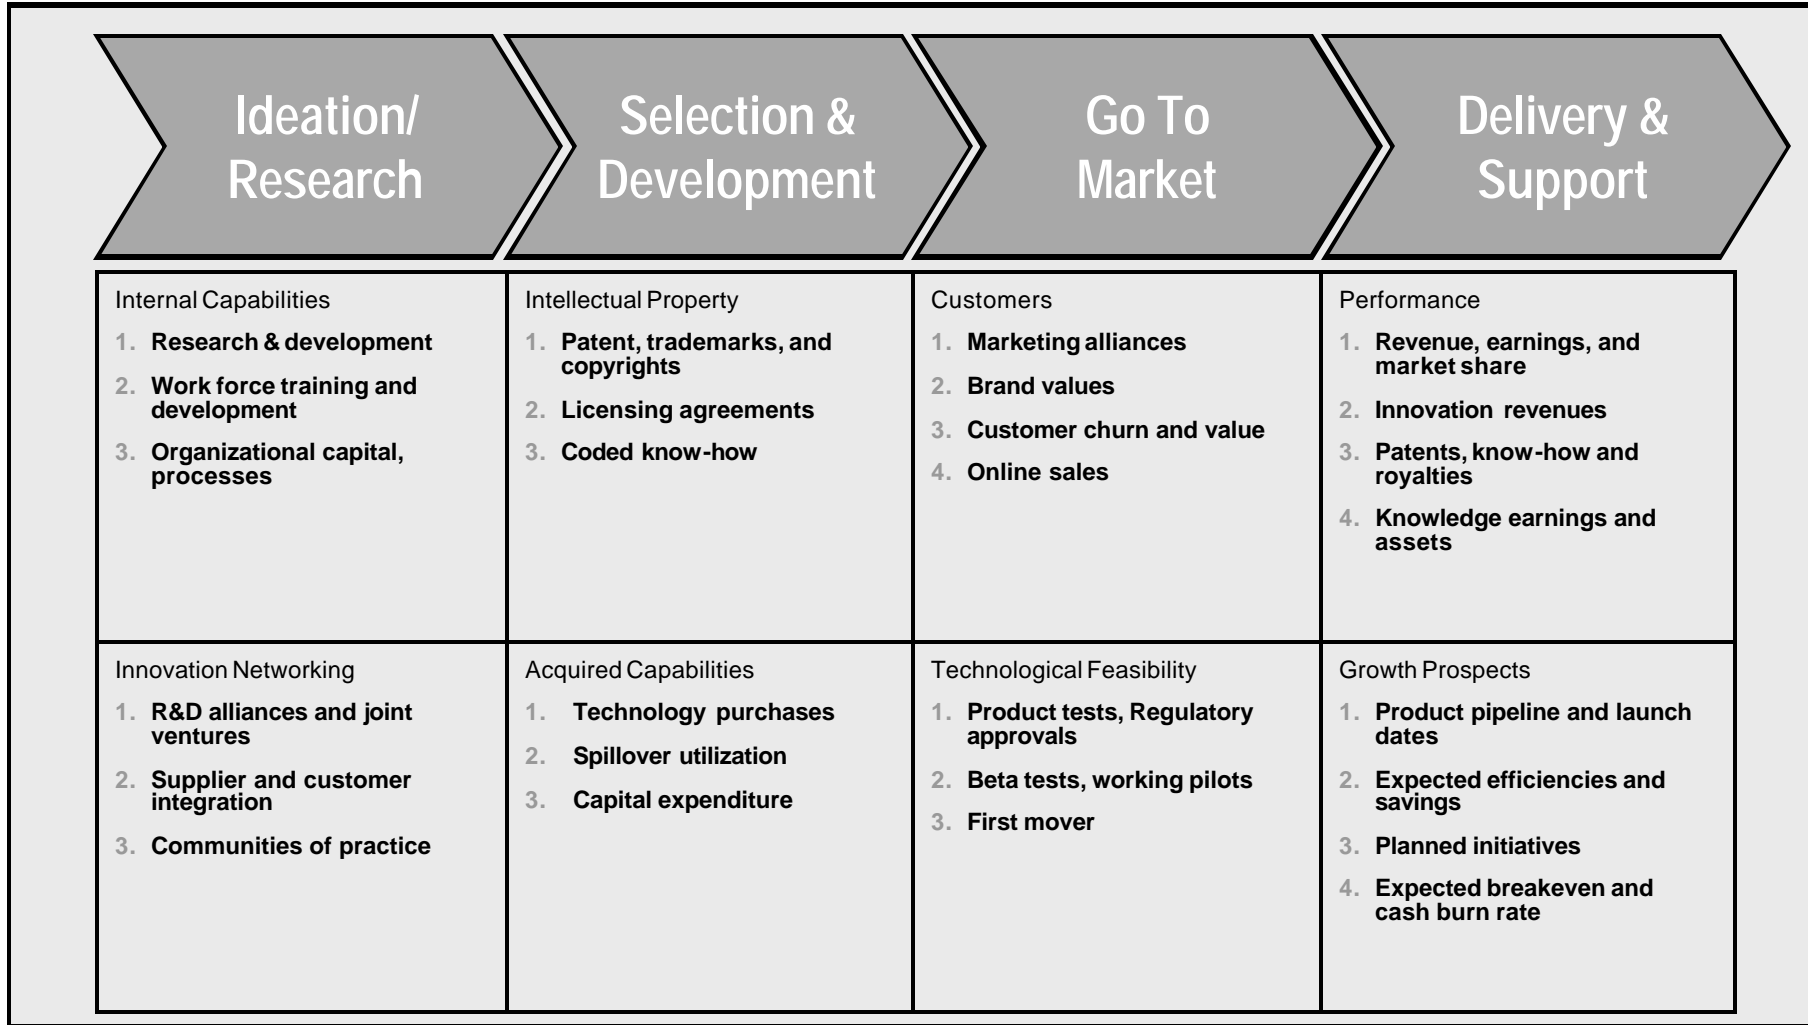 Ideation/
Research
Selection &
Development
Go To
Market
Delivery &
Support
Internal Capabilities
1. Research & development
2. Work force training and
development
3. Organizational capital,
processes
Intellectual Property
1. Patent, trademarks, and
copyrights
2. Licensing agreements
3. Coded know-how
Customers
1. Marketing alliances
2. Brand values
3. Customer churn and value
4. Online sales
Performance
1. Revenue, earnings, and
market share
2. Innovation revenues
3. Patents, know-how and
royalties
4. Knowledge earnings and
assets
Innovation Networking
1. R&D alliances and joint
ventures
2. Supplier and customer
integration
3. Communities of practice
Acquired Capabilities
1. Technology purchases
2. Spillover utilization
3. Capital expenditure
Technological Feasibility
1. Product tests, Regulatory
approvals
2. Beta tests, working pilots
3. First mover
Growth Prospects
1. Product pipeline and launch
dates
2. Expected efficiencies and
savings
3. Planned initiatives
4. Expected breakeven and
cash burn rate